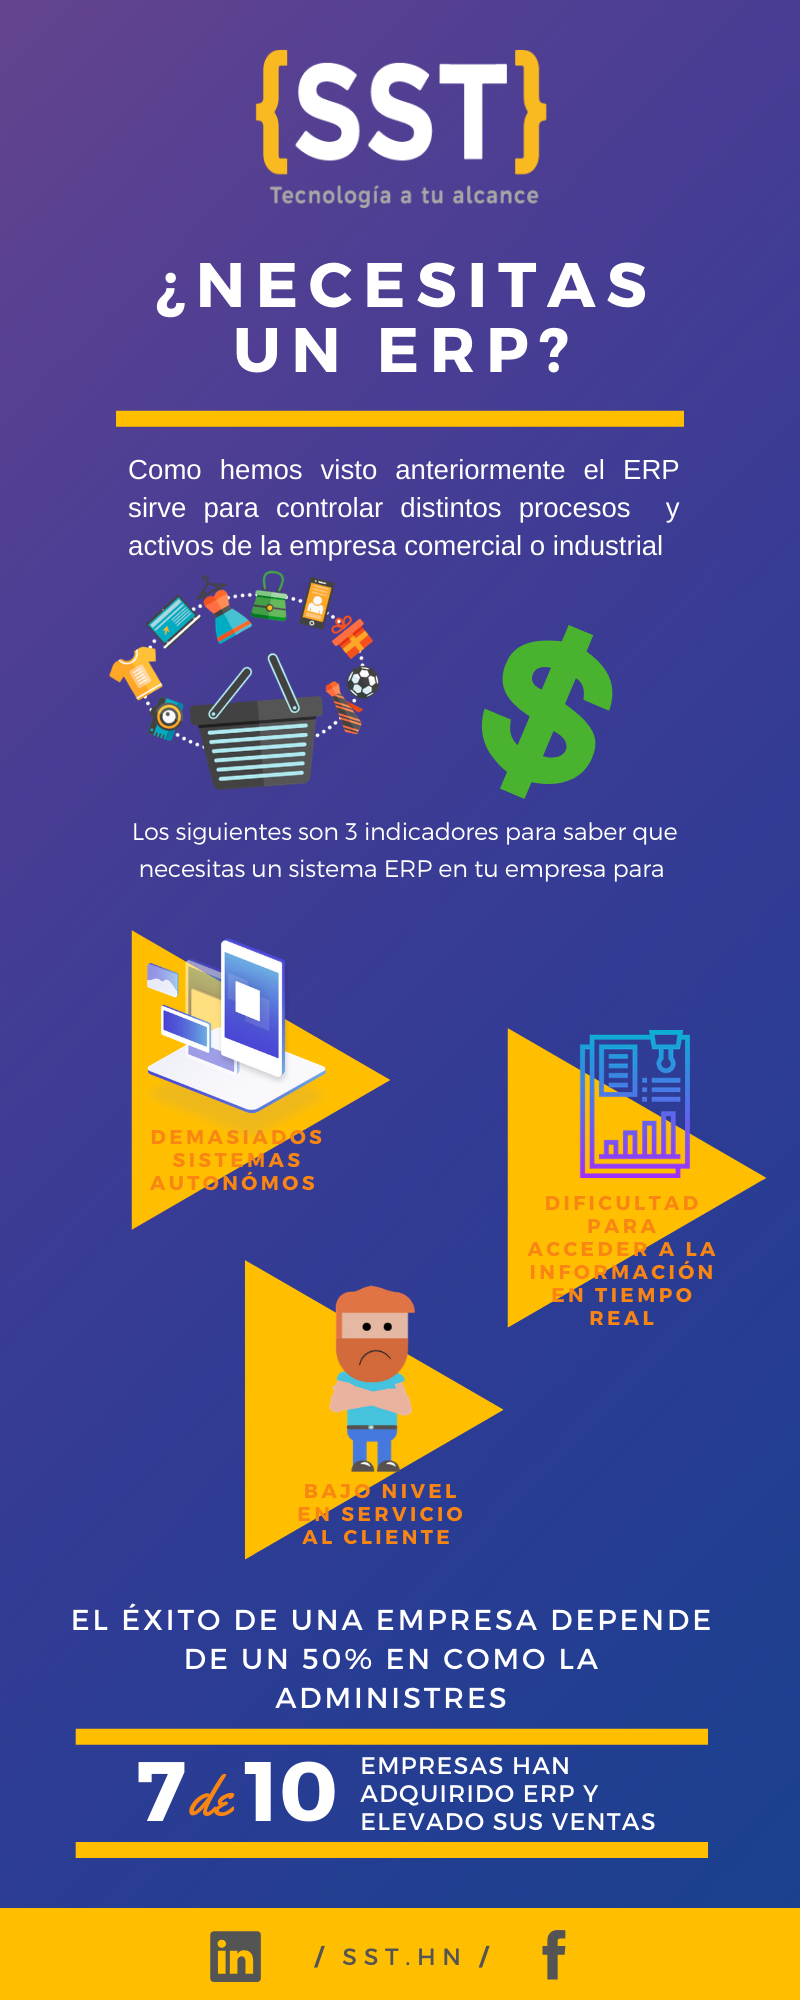 {SST}
Tecnología a tu alcance
¿NECESITAS
UN ERP?
Como hemos visto anteriormente el ERP
sirve para controlar distintos procesos y
activos de la empresa comercial o industrial
Los siguientes son 3 indicadores para saber que
necesitas un sistema ERP en tu empresa para
DEMASIADOS
SISTEMAS
AUTONÓMOS
DIFICULTAD
PARA
ACCEDER A LA
INFORMACIÓN
EN TIEMPO
REAL
BAJO NIVEL
EN SERVICIO
AL CLIENTE
EL ÉXITO DE UNA EMPRESA DEPENDE
DE UN 50% EN COMO LA
ADMINISTRES
7 de 10
EMPRESAS HAN
ADQUIRIDO ERP Y
ELEVADO SUS VENTAS
/ SST.HN /